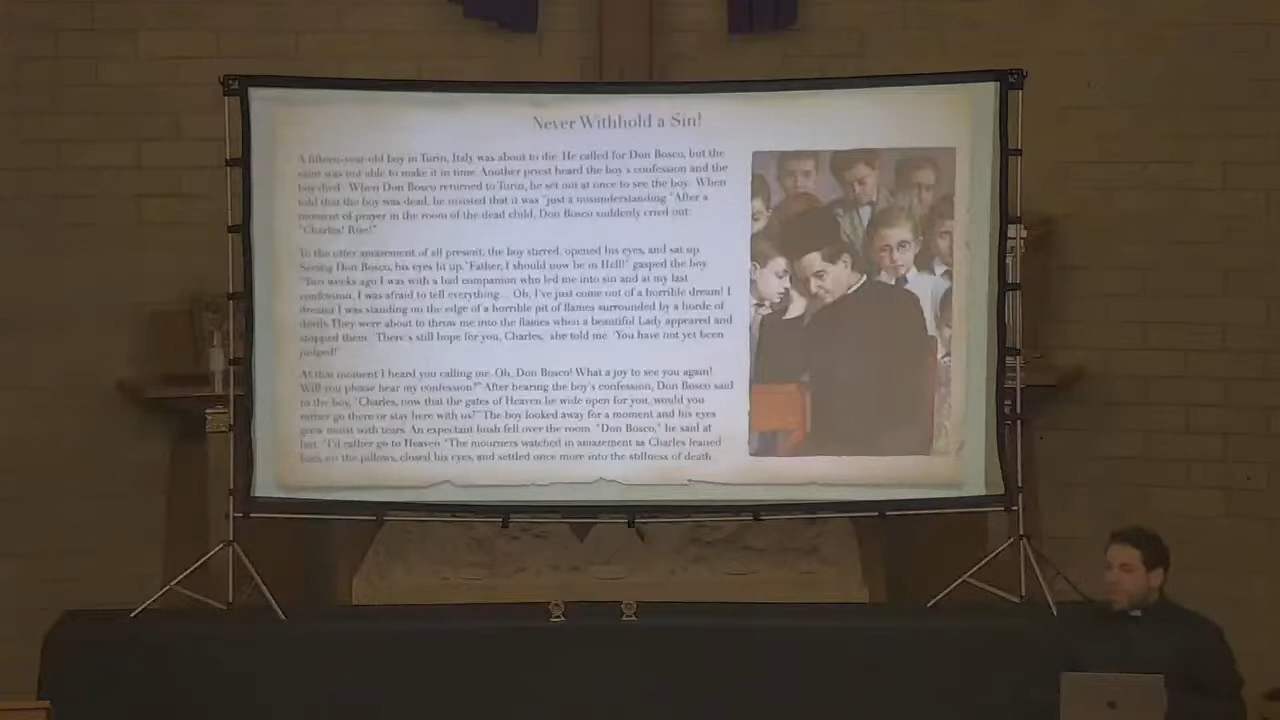 Never Withhold a Sin!
A fifteen-year-old boy in Turin, Italy was about to die. He called for Don Bosco, but the
saint was not able to make it in time. Another priest heard the boy's confession and the
boy died. When Don Bosco returned to Turin, he set out at once to see the boy. When
told that the boy was dead, he insisted that it was "just a misunderstanding." After a
moment of prayer in the room of the dead child, Don Bosco suddenly cried out:
"Charles! Rise!"
To the utter amazement of all present, the boy stirred, opened his eyes, and sat up.
Seeing Don Bosco, his eyes lit up. "Father, I should now be in Hell!" gasped the boy.
"Two weeks ago I was with a bad companion who led me into sin and at my last
confession, I was afraid to tell everything... Oh, I've just come out of a horrible dream! I
dreamt I was standing on the edge of a horrible pit of flames surrounded by a horde of
devils. They were about to throw me into the flames when a beautiful Lady appeared and
stopped them. 'There's still hope for you, Charles,' she told me. 'You have not yet been
judged!'
At that moment I heard you calling me. Oh, Don Bosco! What a joy to see you again!
Will you please hear my confession?" After hearing the boy's confession, Don Bosco said
to the boy, "Charles, now that the gates of Heaven lie wide open for you, would you
rather go there or stay here with us?" The boy looked away for a moment and his eyes
grew moist with tears. An expectant hush fell over the room. "Don Bosco," he said at
last, "I'd rather go to Heaven." The mourners watched in amazement as Charles leaned
back on the pillows, closed his eyes, and settled once more into the stillness of death.